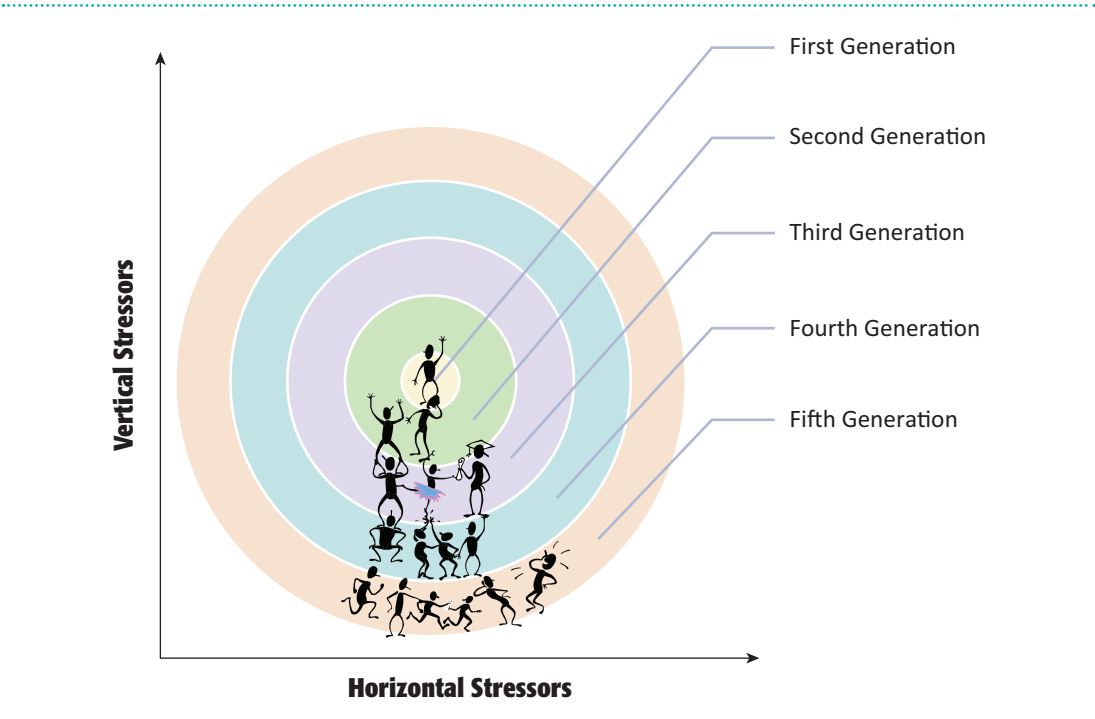 First Generation
Second Generation
Third Generation
Fourth Generation
Fifth Generation
Vertical Stressors
Horizontal Stressors